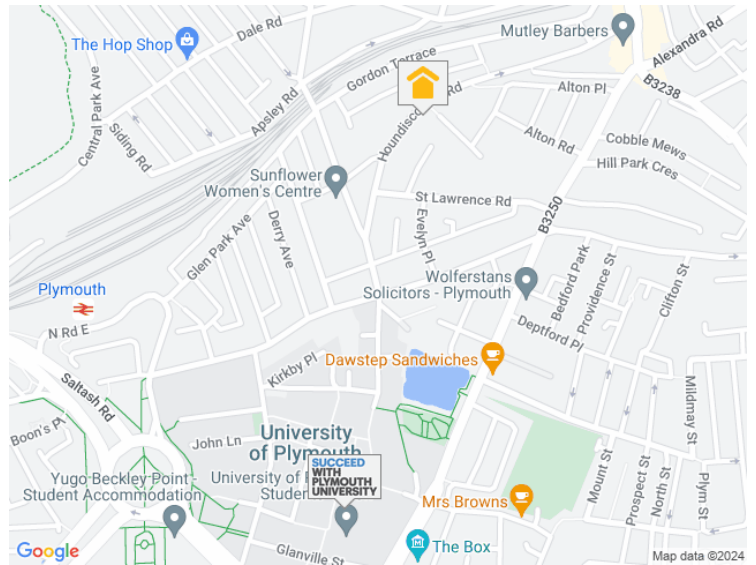 Mutley Barbers
Alexandra Rd
Dale Rd
The Hop Shop
Gordon Terrace
B3238
Alton Pl
Central Park Ave
Siding Rd
Apsley Rd
Alton Rd
Cobble Mews
Hill Park Cres
Sunflower
Women's Centre
St Lawrence Rd
B3250
Evelyn Pl
Glen Park Ave
Derry Ave
Wolferstans
Solicitors - Plymouth
Bedford Park
Providence St
Clifton St
Plymouth
N Rd E
Deptford Pl
Dawstep Sandwiches
Kirkby Pl
Saltash Rd
Mildmay St
Boon's Pl
John Ln
University
of Plymouth
SUCCEED
WITH
PLYMOUTH
UNIVERSITY
University of
Yugo Beckley Point -
Student Accommodation
Mrs Browns
Mount St
Prospect St
North St
Plym St
The Box
Glanville St
Google
Map data ©2024